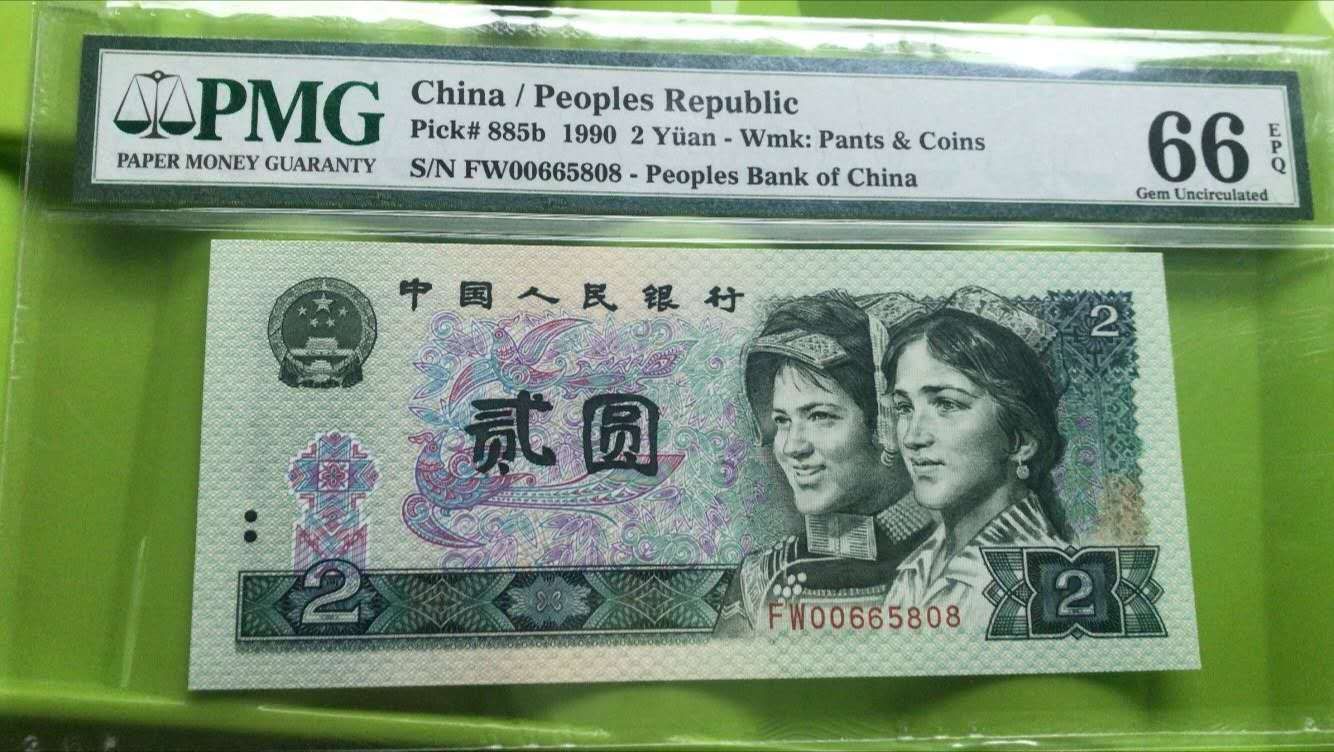 PMG
PAPER MONEY GUARANTY
China / Peoples Republic
Pick# 885b 1990 2 Yüan - Wmk: Pants & Coins
S/N FW00665808 - Peoples Bank of China
66
EPQ
Gem Uncirculated
中国人民银行
2
贰圆
2
2
FW00665808